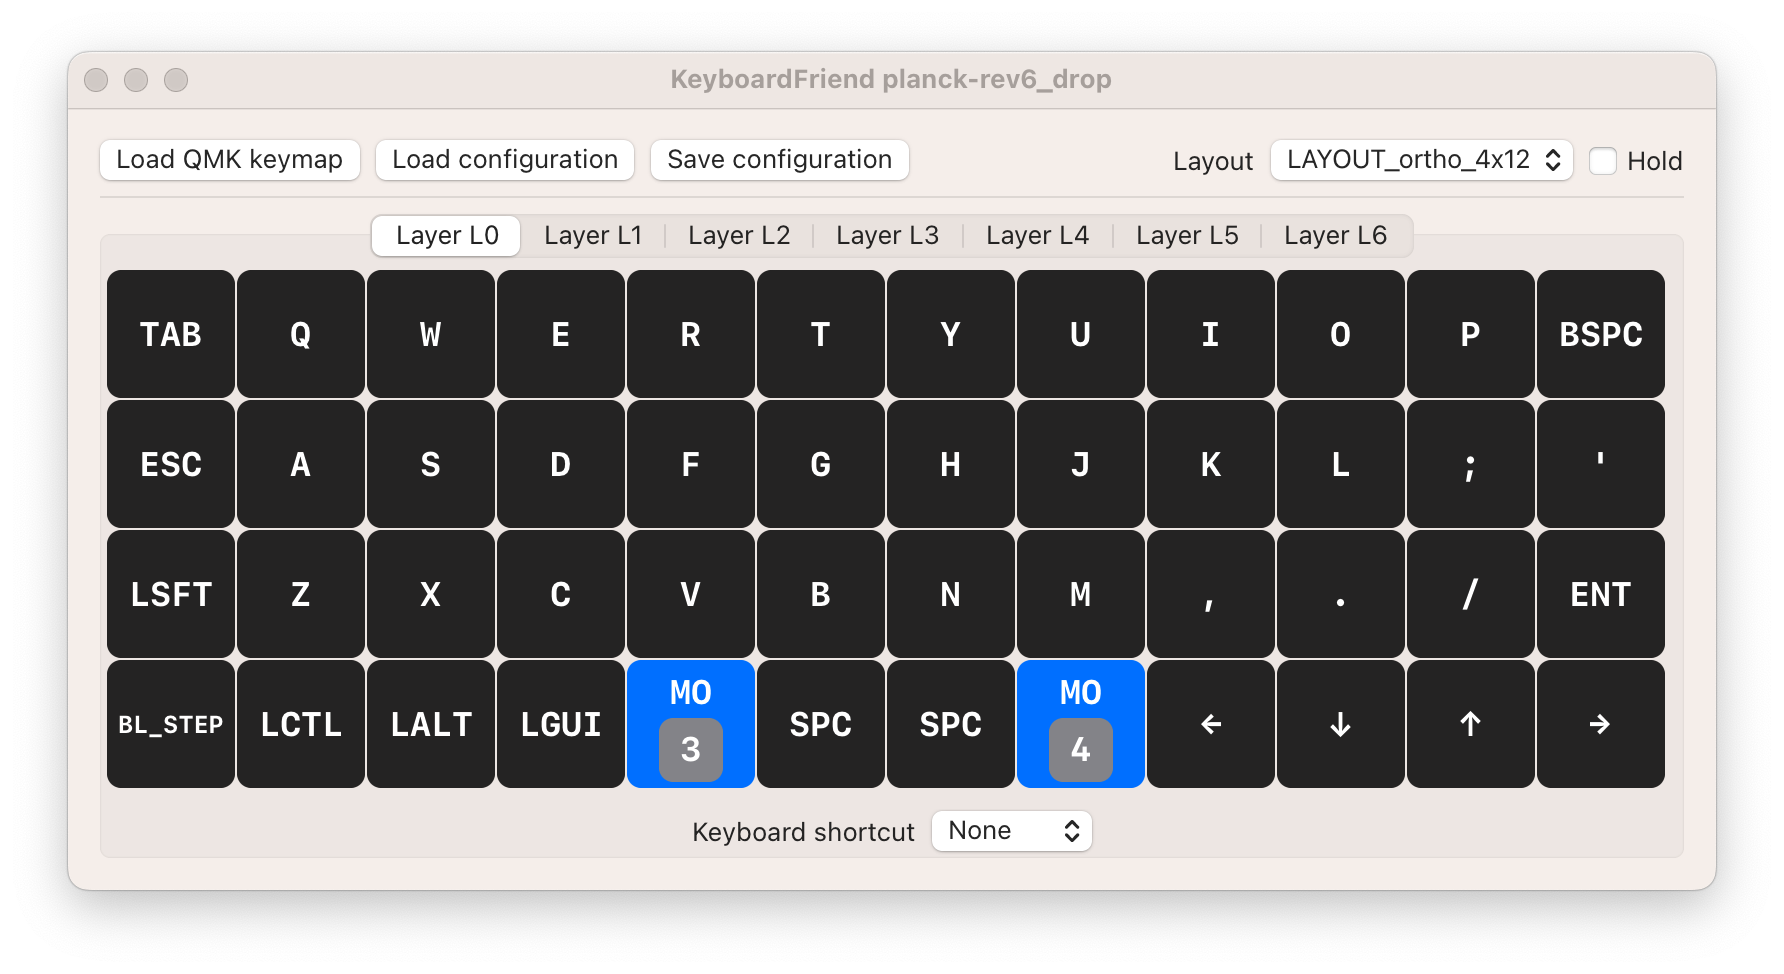 KeyboardFriend planck-rev6_drop
Load QMK keymap Load configuration Save configuration Layout LAYOUT_ortho_4x12 Hold
Layer L0 Layer L1 Layer L2 Layer L3 Layer L4 Layer L5 Layer L6
TAB Q W E R T Y U I O P BSPC
ESC A S D F G H J K L ; '
LSFT Z X C V B N M , . / ENT
BL_STEP LCTL LALT LGUI MO 3 SPC SPC MO 4 ← ↓ ↑ →
Keyboard shortcut None